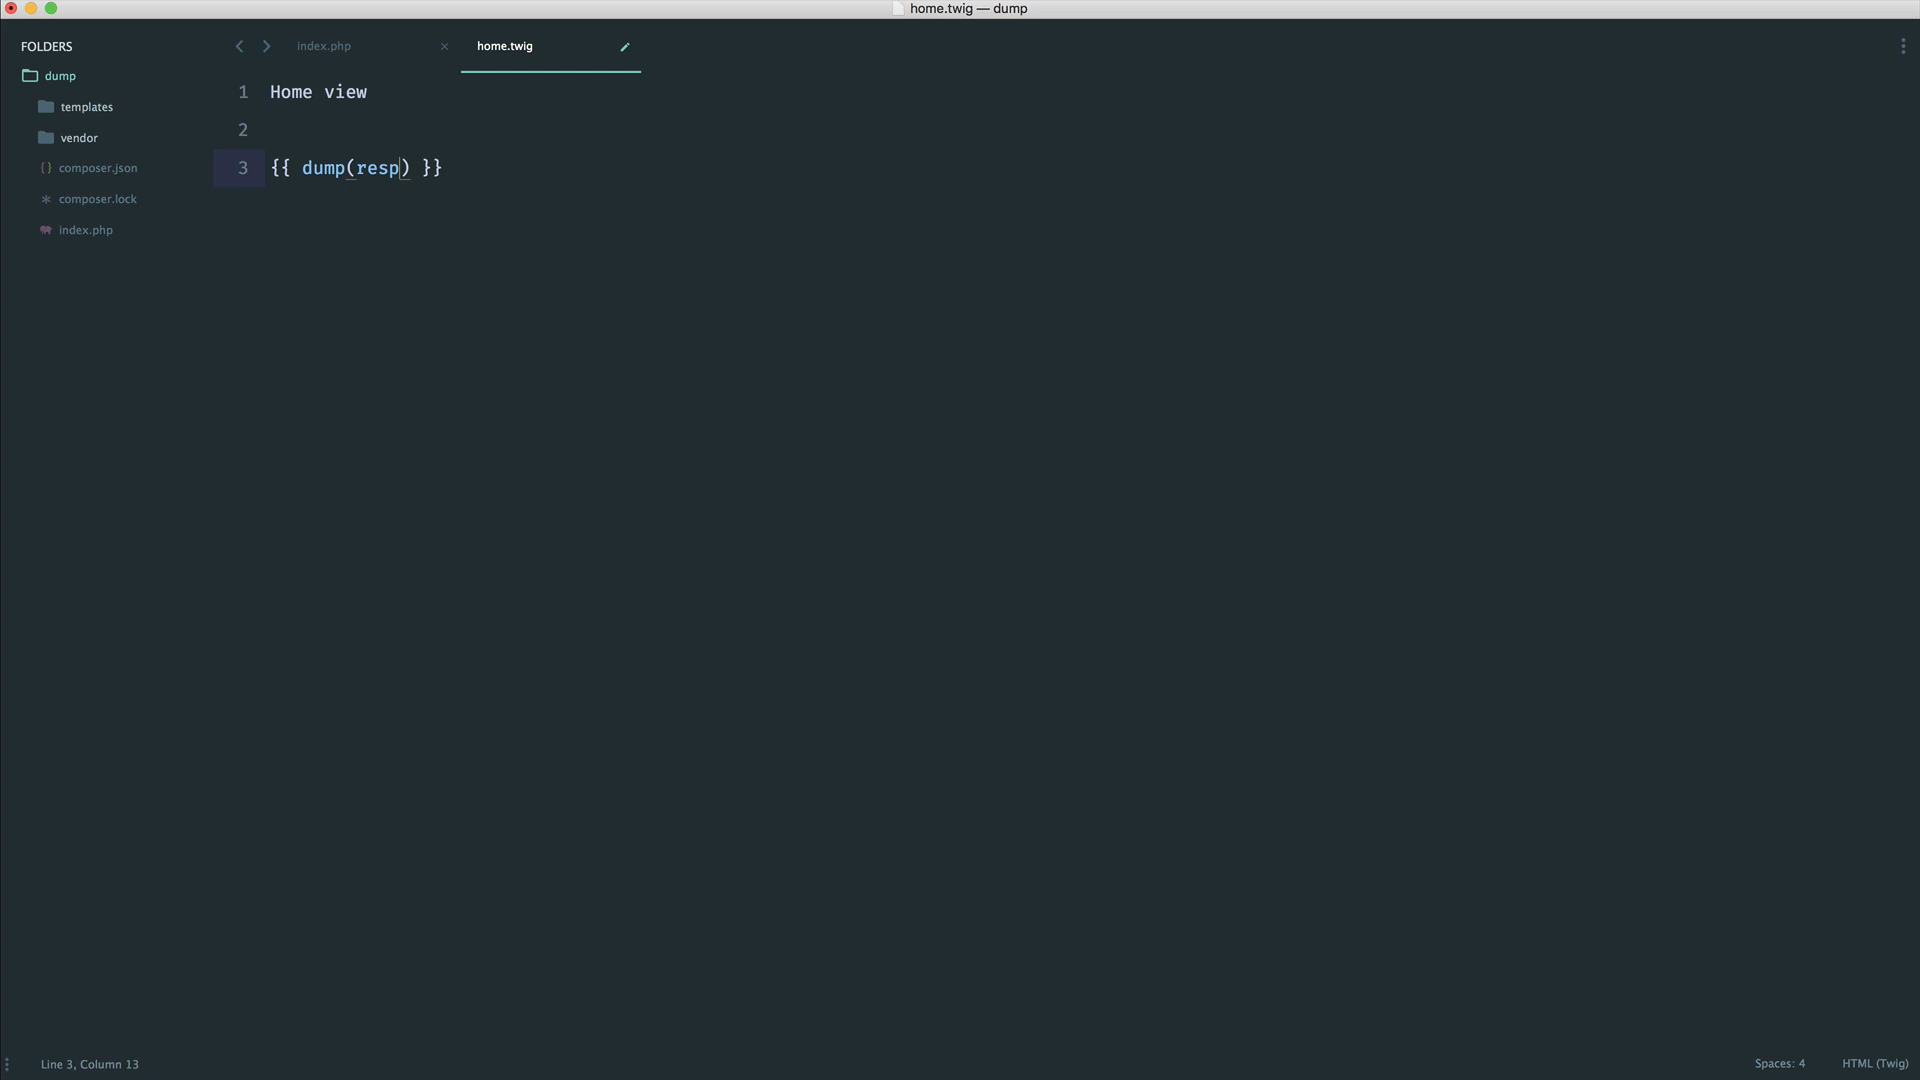 home.twig — dump
FOLDERS
dump
templates
vendor
composer.json
composer.lock
index.php
index.php
home.twig
1 Home view
2
3 {{ dump(resp) }}
Line 3, Column 13
Spaces: 4
HTML (Twig)